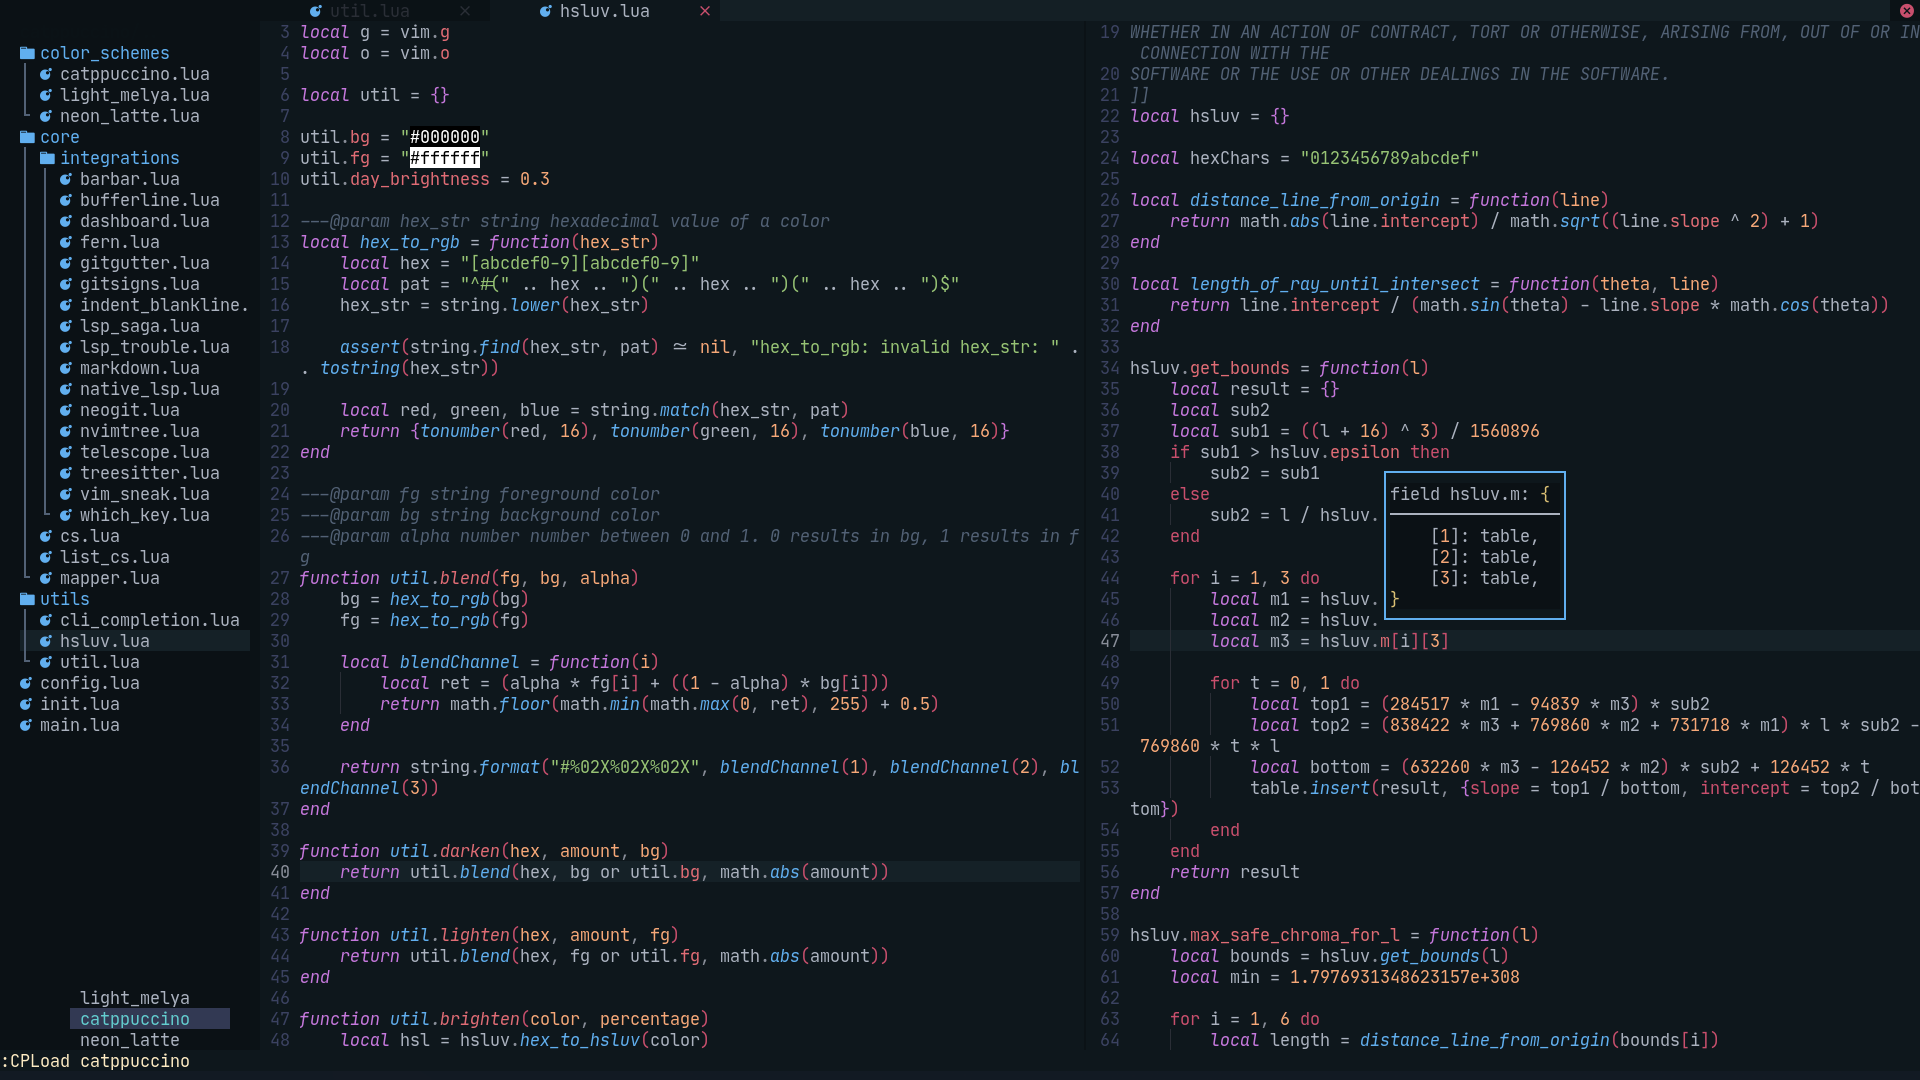 util.lua
hsluv.lua
color_schemes
catppuccino.lua
light_melya.lua
neon_latte.lua
core
integrations
barbar.lua
bufferline.lua
dashboard.lua
fern.lua
gitgutter.lua
gitsigns.lua
indent_blankline.
lsp_saga.lua
lsp_trouble.lua
markdown.lua
native_lsp.lua
neogit.lua
nvimtree.lua
telescope.lua
treesitter.lua
vim_sneak.lua
which_key.lua
cs.lua
list_cs.lua
mapper.lua
utils
cli_completion.lua
hsluv.lua
util.lua
config.lua
init.lua
main.lua
3 local g = vim.g
4 local o = vim.o
5
6 local util = {}
7
8 util.bg = "#000000"
9 util.fg = "#ffffff"
10 util.day_brightness = 0.3
11
12 ---@param hex_str string hexadecimal value of a color
13 local hex_to_rgb = function(hex_str)
14     local hex = "[abcdef0-9][abcdef0-9]"
15     local pat = "^#(" .. hex .. ")(" .. hex .. ")(" .. hex .. ")$"
16     hex_str = string.lower(hex_str)
17
18     assert(string.find(hex_str, pat) ~= nil, "hex_to_rgb: invalid hex_str: " .
. tostring(hex_str))
19
20     local red, green, blue = string.match(hex_str, pat)
21     return {tonumber(red, 16), tonumber(green, 16), tonumber(blue, 16)}
22 end
23
24 ---@param fg string foreground color
25 ---@param bg string background color
26 ---@param alpha number number between 0 and 1. 0 results in bg, 1 results in f
g
27 function util.blend(fg, bg, alpha)
28     bg = hex_to_rgb(bg)
29     fg = hex_to_rgb(fg)
30
31     local blendChannel = function(i)
32         local ret = (alpha * fg[i] + ((1 - alpha) * bg[i]))
33         return math.floor(math.min(math.max(0, ret), 255) + 0.5)
34     end
35
36     return string.format("#%02X%02X%02X", blendChannel(1), blendChannel(2), bl
endChannel(3))
37 end
38
39 function util.darken(hex, amount, bg)
40     return util.blend(hex, bg or util.bg, math.abs(amount))
41 end
42
43 function util.lighten(hex, amount, fg)
44     return util.blend(hex, fg or util.fg, math.abs(amount))
45 end
46
47 function util.brighten(color, percentage)
48     local hsl = hsluv.hex_to_hsluv(color)
19 WHETHER IN AN ACTION OF CONTRACT, TORT OR OTHERWISE, ARISING FROM, OUT OF OR IN
CONNECTION WITH THE
20 SOFTWARE OR THE USE OR OTHER DEALINGS IN THE SOFTWARE.
21 ]]
22 local hsluv = {}
23
24 local hexChars = "0123456789abcdef"
25
26 local distance_line_from_origin = function(line)
27     return math.abs(line.intercept) / math.sqrt((line.slope ^ 2) + 1)
28 end
29
30 local length_of_ray_until_intersect = function(theta, line)
31     return line.intercept / (math.sin(theta) - line.slope * math.cos(theta))
32 end
33
34 hsluv.get_bounds = function(l)
35     local result = {}
36     local sub2
37     local sub1 = ((l + 16) ^ 3) / 1560896
38     if sub1 > hsluv.epsilon then
39         sub2 = sub1
40     else
41         sub2 = l / hsluv.
42     end
43
44     for i = 1, 3 do
45         local m1 = hsluv.
46         local m2 = hsluv.
47         local m3 = hsluv.m[i][3]
48
49         for t = 0, 1 do
50             local top1 = (284517 * m1 - 94839 * m3) * sub2
51             local top2 = (838422 * m3 + 769860 * m2 + 731718 * m1) * l * sub2 -
769860 * t * l
52             local bottom = (632260 * m3 - 126452 * m2) * sub2 + 126452 * t
53             table.insert(result, {slope = top1 / bottom, intercept = top2 / bot
tom})
54         end
55     end
56     return result
57 end
58
59 hsluv.max_safe_chroma_for_l = function(l)
60     local bounds = hsluv.get_bounds(l)
61     local min = 1.7976931348623157e+308
62
63     for i = 1, 6 do
64         local length = distance_line_from_origin(bounds[i])
field hsluv.m: {
[1]: table,
[2]: table,
[3]: table,
}
light_melya
catppuccino
neon_latte
:CPLoad catppuccino